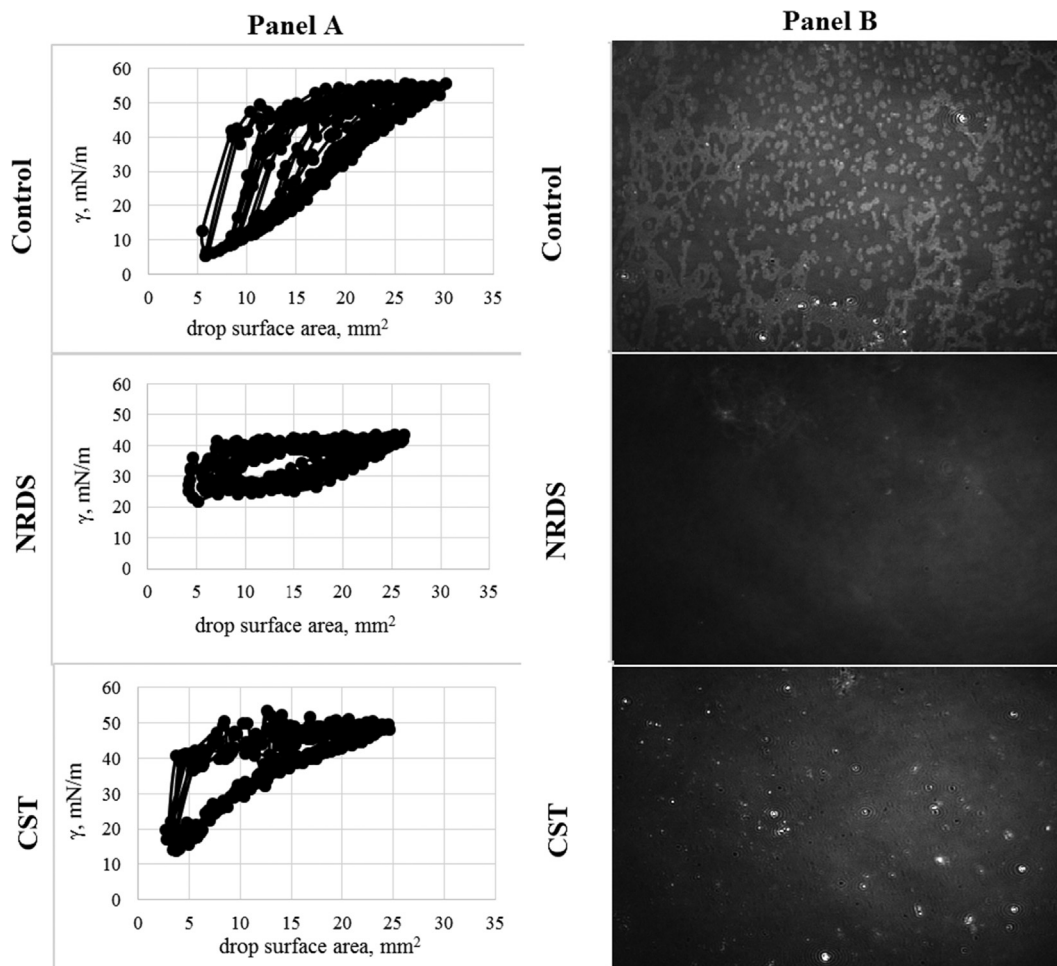 Panel A
Panel B
Control
γ, mN/m
60
50
40
30
20
10
0
0 5 10 15 20 25 30 35
drop surface area, mm²
Control
NRDS
γ, mN/m
60
50
40
30
20
10
0
0 5 10 15 20 25 30 35
drop surface area, mm²
NRDS
CST
γ, mN/m
60
50
40
30
20
10
0
0 5 10 15 20 25 30 35
drop surface area, mm²
CST